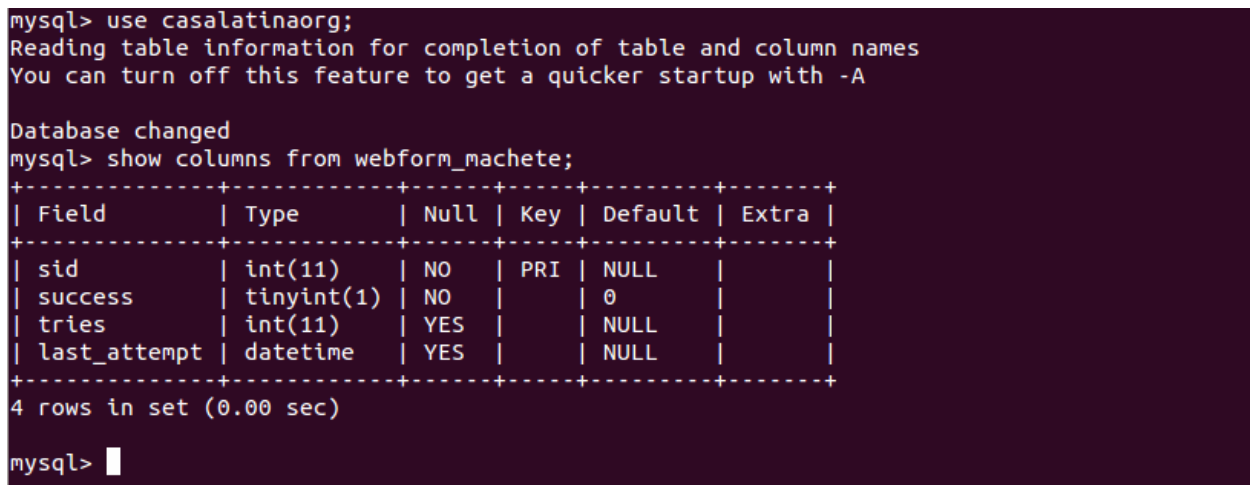 mysql> use casalatinaorg;
Reading table information for completion of table and column names
You can turn off this feature to get a quicker startup with -A

Database changed
mysql> show columns from webform_machete;
+--------------+------------+------+-----+---------+-------+
| Field        | Type       | Null | Key | Default | Extra |
+--------------+------------+------+-----+---------+-------+
| sid          | int(11)    | NO   | PRI | NULL    |       |
| success      | tinyint(1) | NO   |     | 0       |       |
| tries        | int(11)    | YES  |     | NULL    |       |
| last_attempt | datetime   | YES  |     | NULL    |       |
+--------------+------------+------+-----+---------+-------+
4 rows in set (0.00 sec)

mysql>